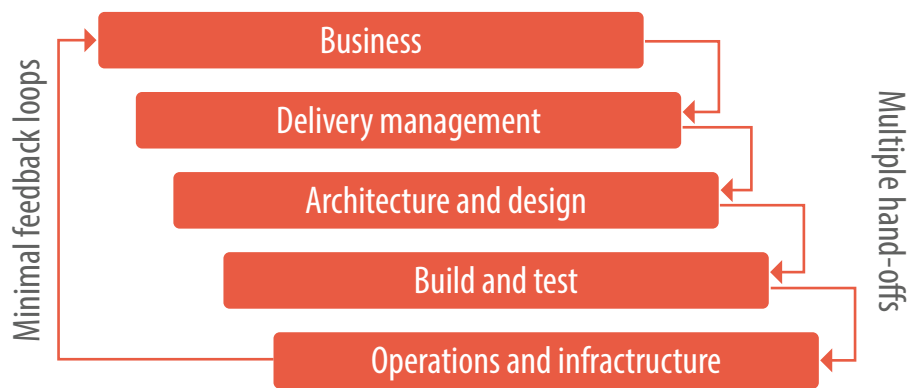 Business
Delivery management
Architecture and design
Build and test
Operations and infractructure
Minimal feedback loops
Multiple hand-offs